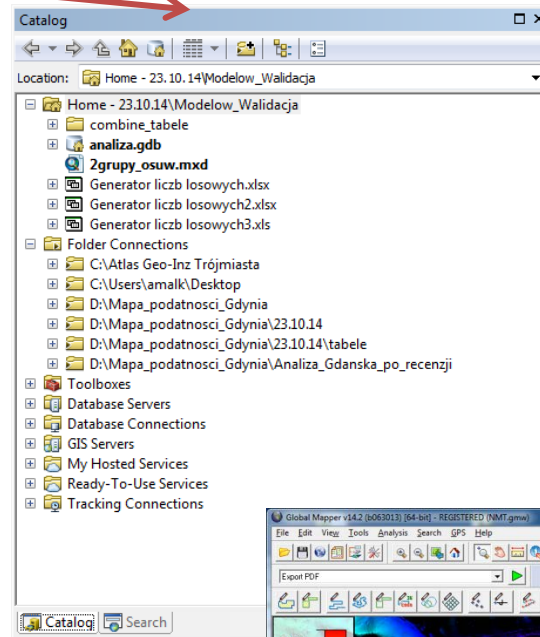 Catalog
Location: Home - 23.10.14\Modelow_Walidacja
Home - 23.10.14\Modelow_Walidacja
combine_tabele
analiza.gdb
2grupy_osuw.mxd
Generator liczb losowych.xlsx
Generator liczb losowych2.xlsx
Generator liczb losowych3.xls
Folder Connections
C:\Atlas Geo-Inz Trójmiasta
C:\Users\amalk\Desktop
D:\Mapa_podatnosci_Gdynia
D:\Mapa_podatnosci_Gdynia\23.10.14
D:\Mapa_podatnosci_Gdynia\23.10.14\tabele
D:\Mapa_podatnosci_Gdynia\Analiza_Gdanska_po_recenzji
Toolboxes
Database Servers
Database Connections
GIS Servers
My Hosted Services
Ready-To-Use Services
Tracking Connections
Global Mapper v14.2 (b063013) [64-bit] - REGISTERED (NMT.gmw)
File Edit View Tools Analysis Search GPS Help
Export PDF
Catalog Search